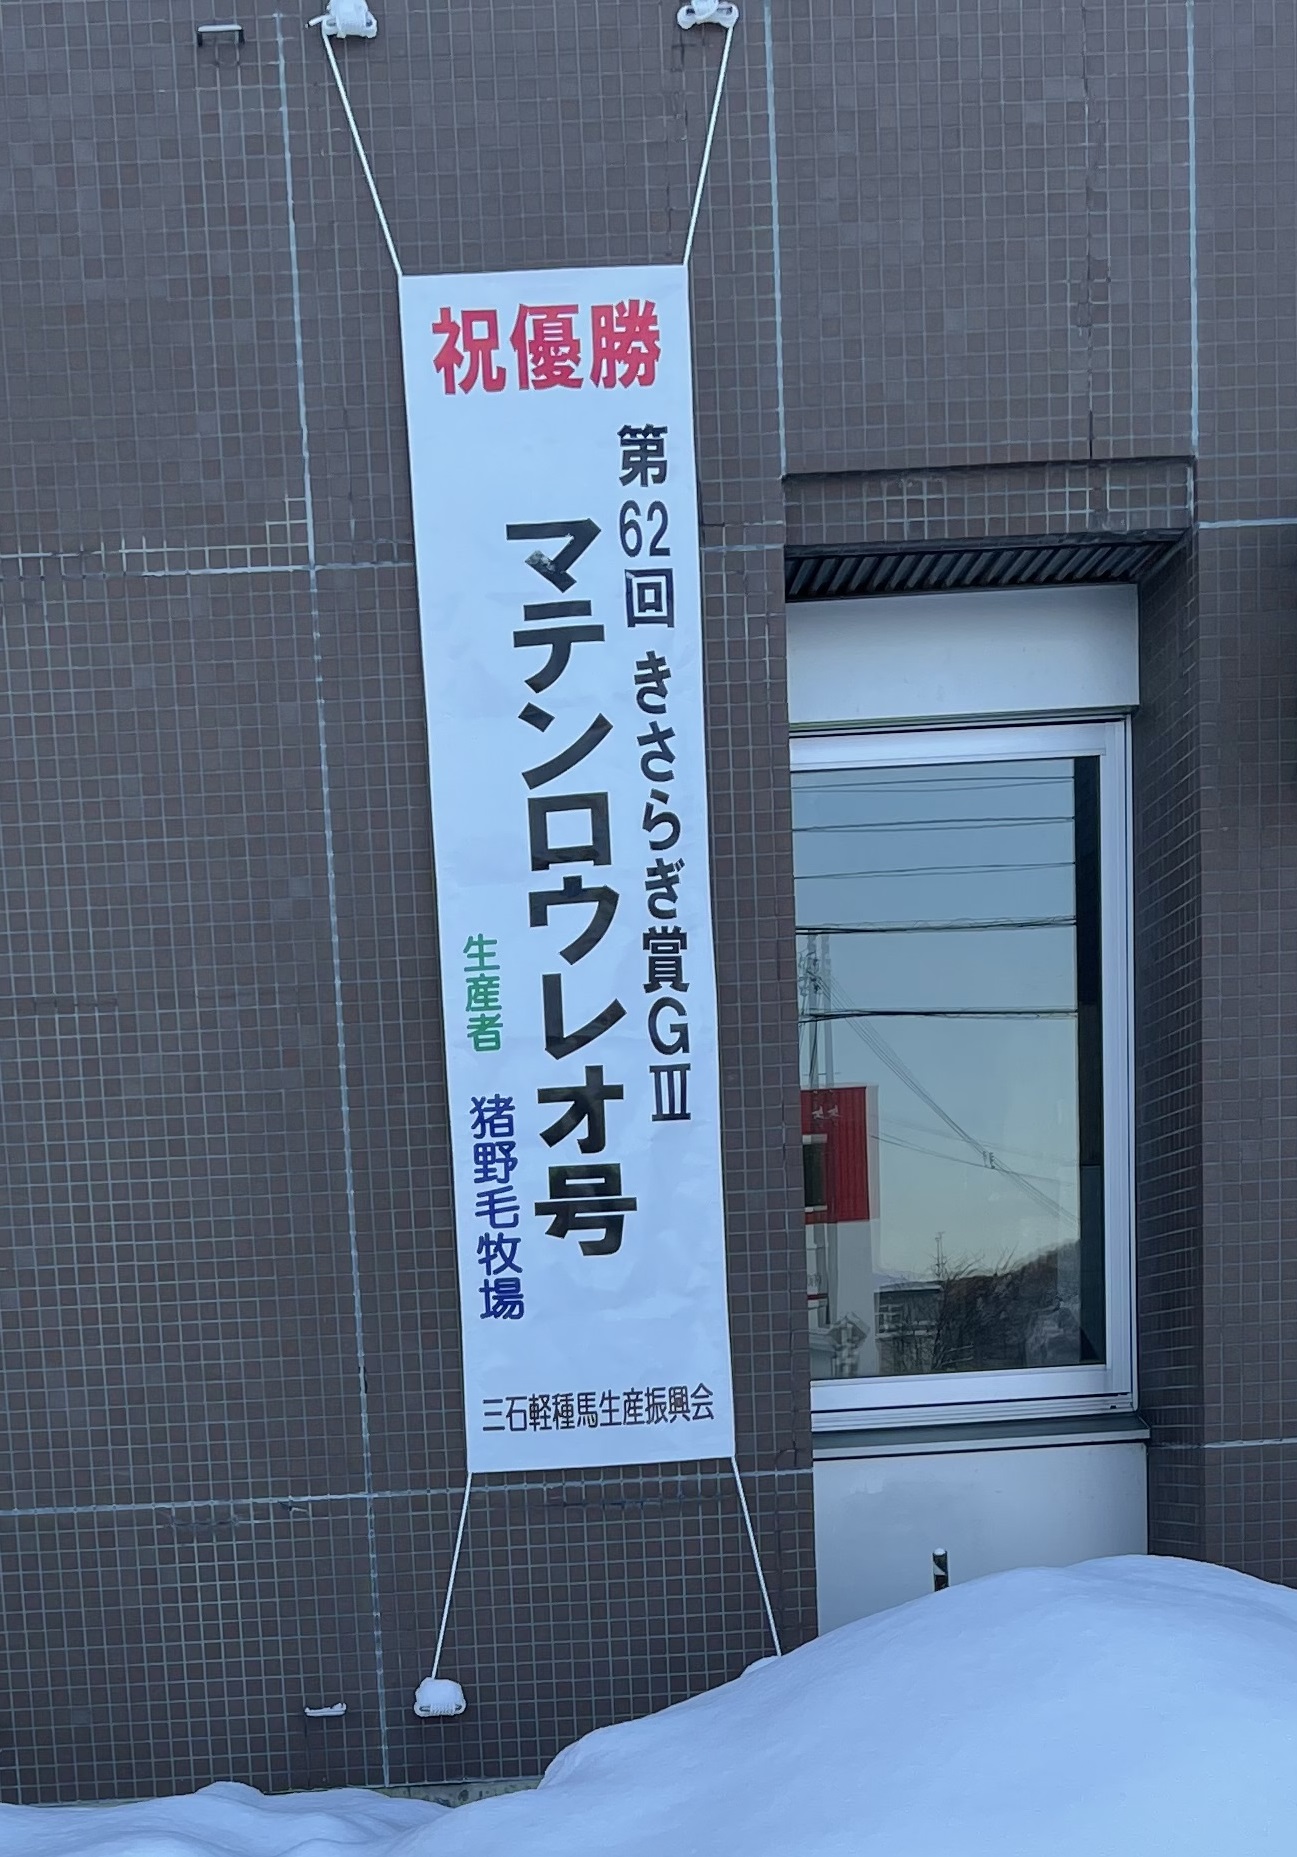 祝優勝
第62回 きさらぎ賞GⅢ
マテンロウレオ号
生産者 猪野毛牧場
三石軽種馬生産振興会